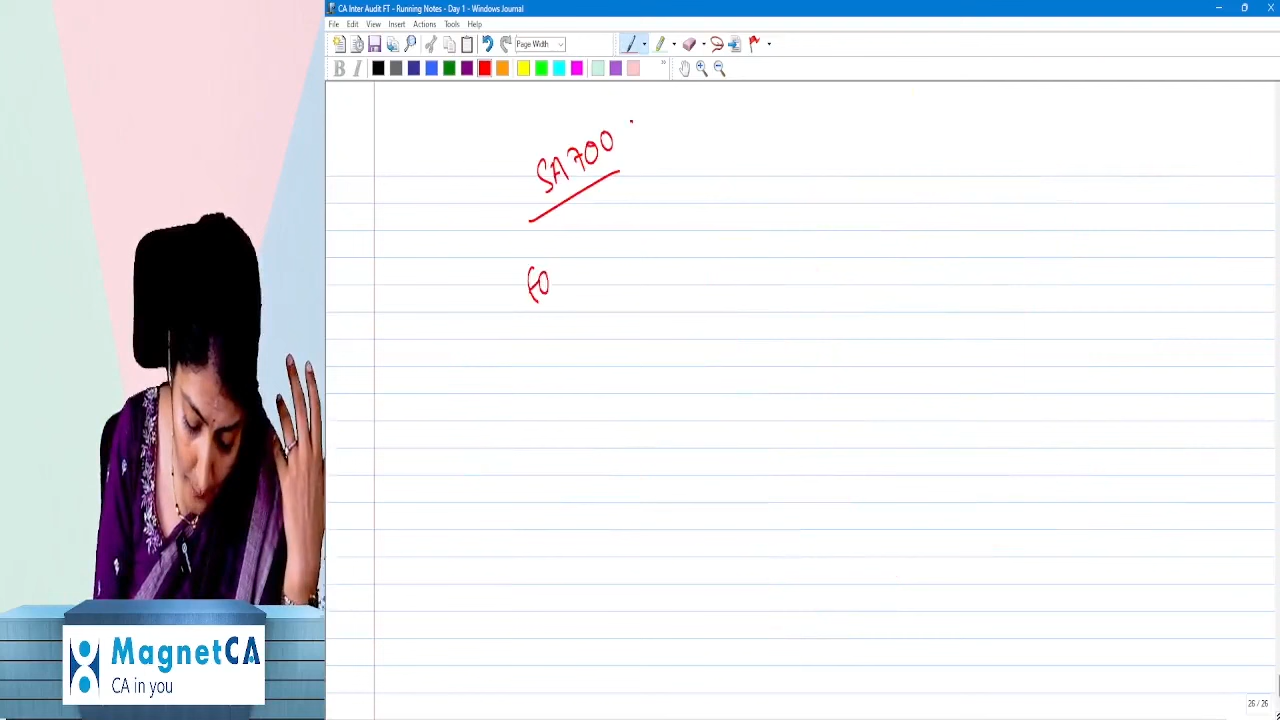 CA Inter Audit FT - Running Notes - Day 1 - Windows Journal
File Edit View Insert Actions Tools Help
Page Width
B I
SA 700
fo
MagnetCA
CA in you
26 / 26